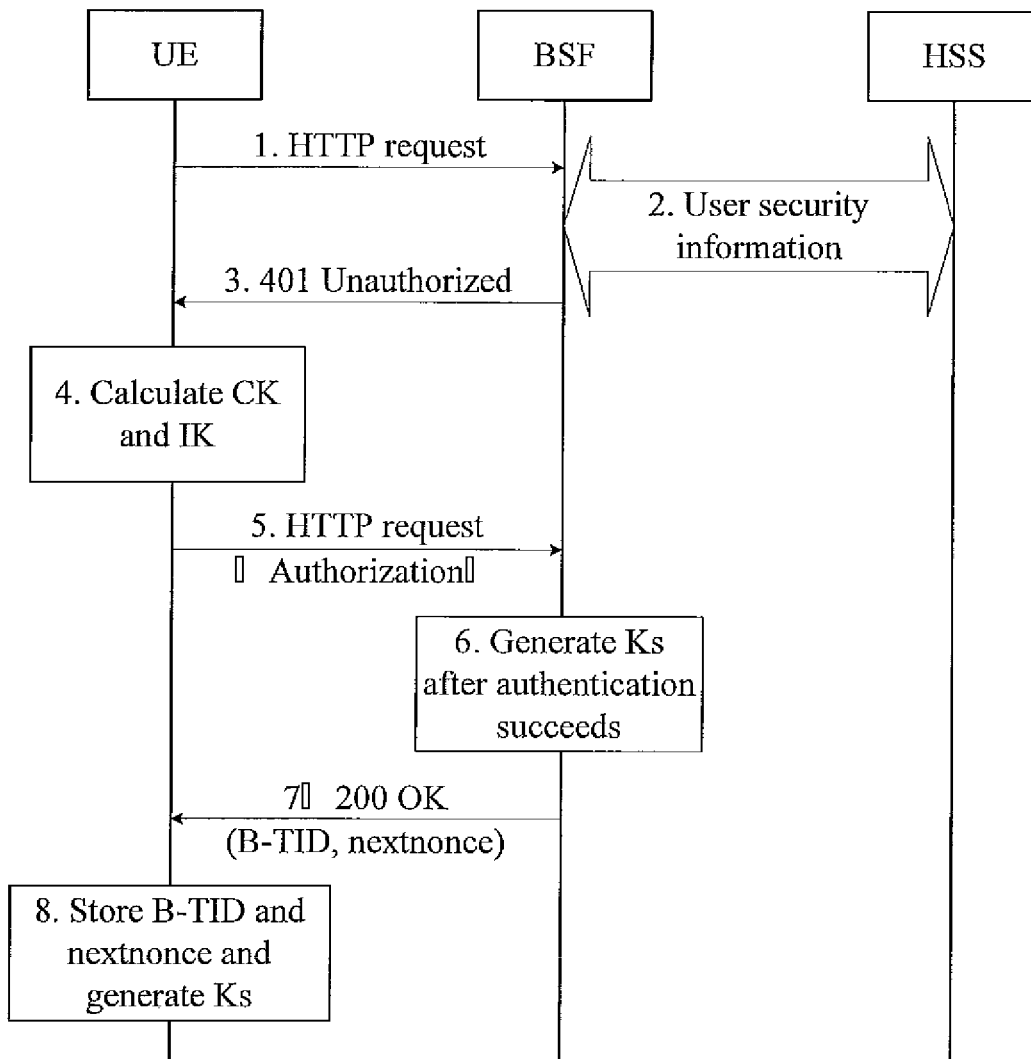 UE
BSF
HSS
1. HTTP request
2. User security
information
3. 401 Unauthorized
4. Calculate CK
and IK
5. HTTP request
▯ Authorization▯
6. Generate Ks
after authentication
succeeds
7▯ 200 OK
(B-TID, nextnonce)
8. Store B-TID and
nextnonce and
generate Ks